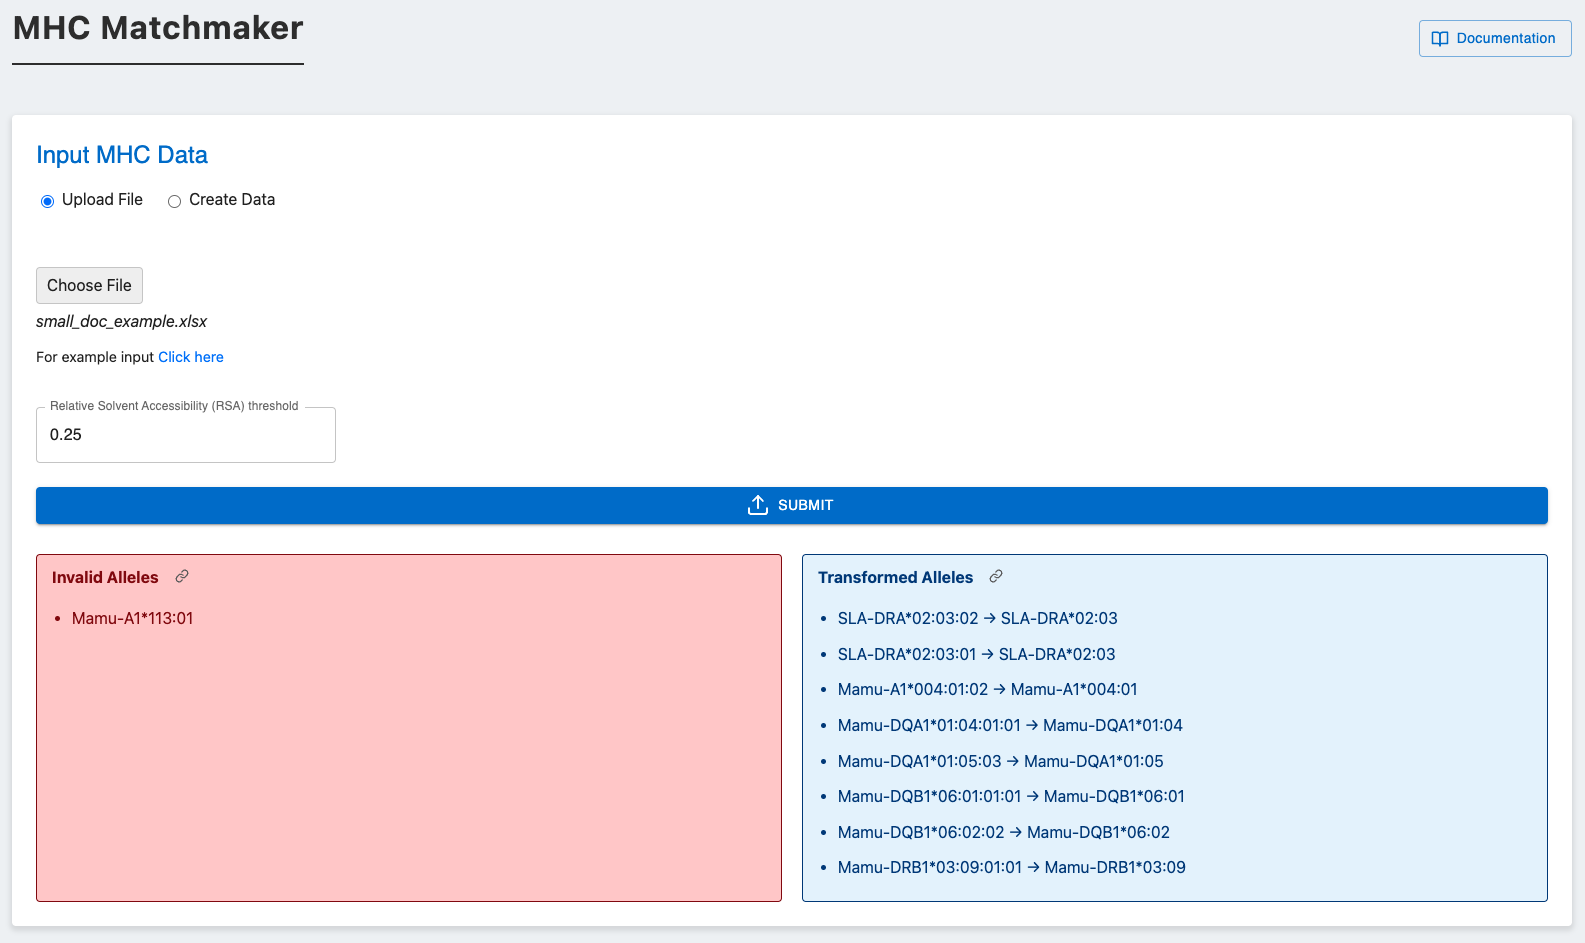 MHC Matchmaker
Documentation
Input MHC Data
Upload File
Create Data
Choose File
small_doc_example.xlsx
For example input Click here
Relative Solvent Accessibility (RSA) threshold
0.25
SUBMIT
Invalid Alleles
• Mamu-A1*113:01
Transformed Alleles
• SLA-DRA*02:03:02 → SLA-DRA*02:03
• SLA-DRA*02:03:01 → SLA-DRA*02:03
• Mamu-A1*004:01:02 → Mamu-A1*004:01
• Mamu-DQA1*01:04:01:01 → Mamu-DQA1*01:04
• Mamu-DQA1*01:05:03 → Mamu-DQA1*01:05
• Mamu-DQB1*06:01:01:01 → Mamu-DQB1*06:01
• Mamu-DQB1*06:02:02 → Mamu-DQB1*06:02
• Mamu-DRB1*03:09:01:01 → Mamu-DRB1*03:09